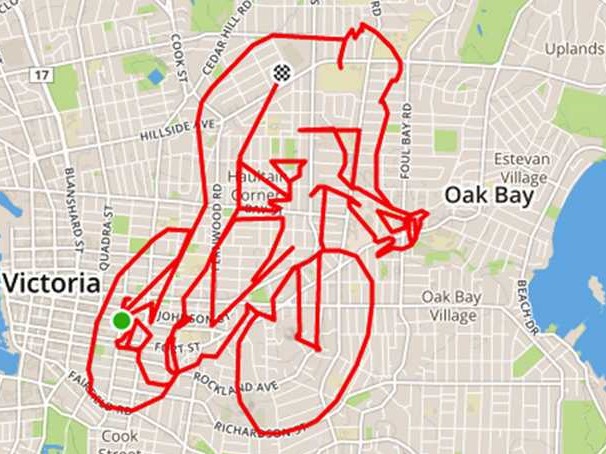 CEDAR HILL RD
S
RD
CLO
COOK ST
Uplands
17
HILLSIDE AVE
FOUL BAY RD
Estevan
Village
BLANSHARD ST
Haultain
Corner
Oak Bay
QUADRA ST
FERNWOOD RD
Victoria
BEACH DR
Oak Bay
Village
JOHNSON ST
FORT ST
FAIRFIELD RD
ROCKLAND AVE
RICHARDSON ST
Cook
Street